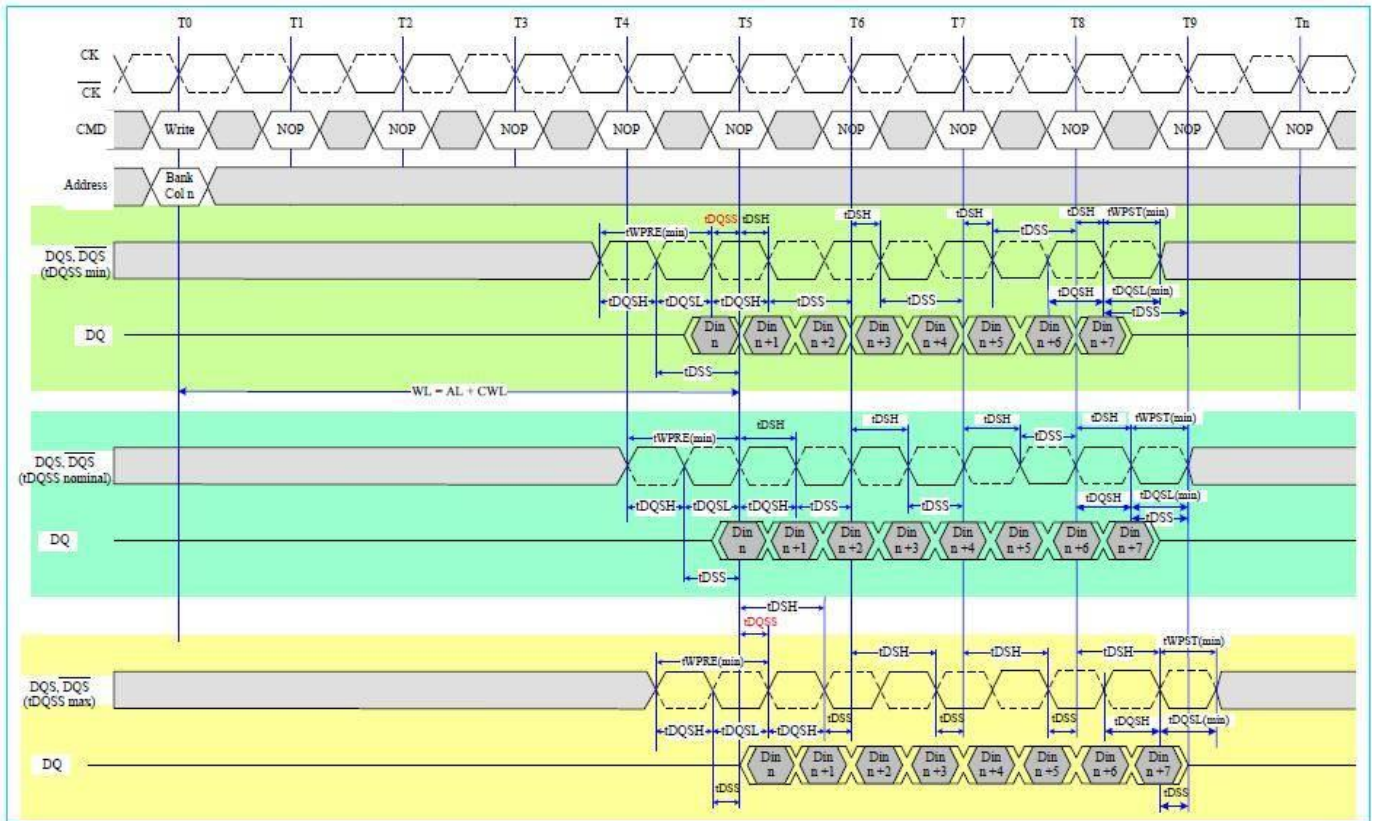 T0 T1 T2 T3 T4 T5 T6 T7 T8 T9 Tn
CK
CK
CMD Write NOP NOP NOP NOP NOP NOP NOP NOP NOP NOP
Address Bank
Col n
tDQSS tDSH tDSH tDSH tDSH tWPST(min)
tWPRE(min) tDSS
DQS, DQS
(tDQSS min)
tDQSH tDQSL tDQSH tDSS tDSS tDQSH tDQSL(min)
tDSS
DQ Din Din Din Din Din Din Din Din
n n +1 n +2 n +3 n +4 n +5 n +6 n +7
tDSS
WL = AL + CWL
tDSH tDSH tDSH tDSH tWPST(min)
tWPRE(min) tDSS
DQS, DQS
(tDQSS nominal)
tDQSH tDQSL tDQSH tDSS tDSS tDQSH tDQSL(min)
tDSS
DQ Din Din Din Din Din Din Din Din
n n +1 n +2 n +3 n +4 n +5 n +6 n +7
tDSS
tDSH
tDQSS
tWPRE(min) tDSH tDSH tDSH tWPST(min)
DQS, DQS
(tDQSS max)
tDQSH tDQSL tDQSH tDSS tDSS tDSS tDQSH tDQSL(min)
DQ Din Din Din Din Din Din Din Din
n n +1 n +2 n +3 n +4 n +5 n +6 n +7
tDSS tDSS